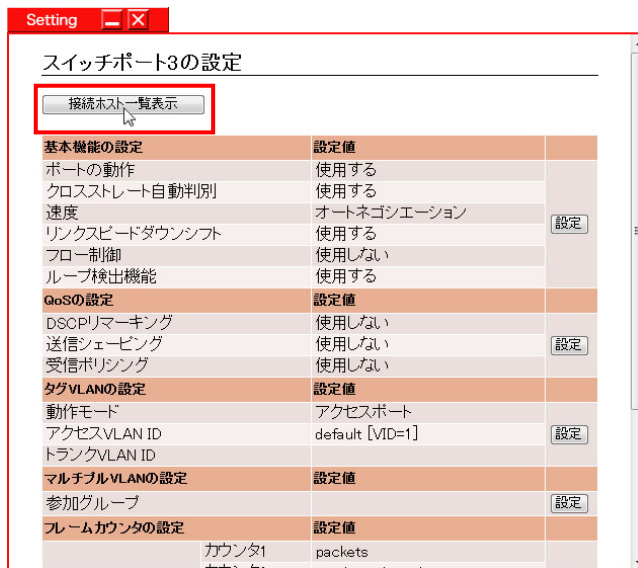 Setting
スイッチポート3の設定
接続ホスト一覧表示
基本機能の設定 設定値
ポートの動作 使用する
クロスストレート自動判別 使用する
速度 オートネゴシエーション
リンクスピードダウンシフト 使用する
設定
フロー制御 使用しない
ループ検出機能 使用する
QoSの設定 設定値
DSCPリマーキング 使用しない
送信シェーピング 使用しない 設定
受信ポリシング 使用しない
タグVLANの設定 設定値
動作モード アクセスポート
アクセスVLAN ID default [VID=1] 設定
トランクVLAN ID
マルチプルVLANの設定 設定値
参加グループ 設定
フレームカウンタの設定 設定値
カウンタ1 packets